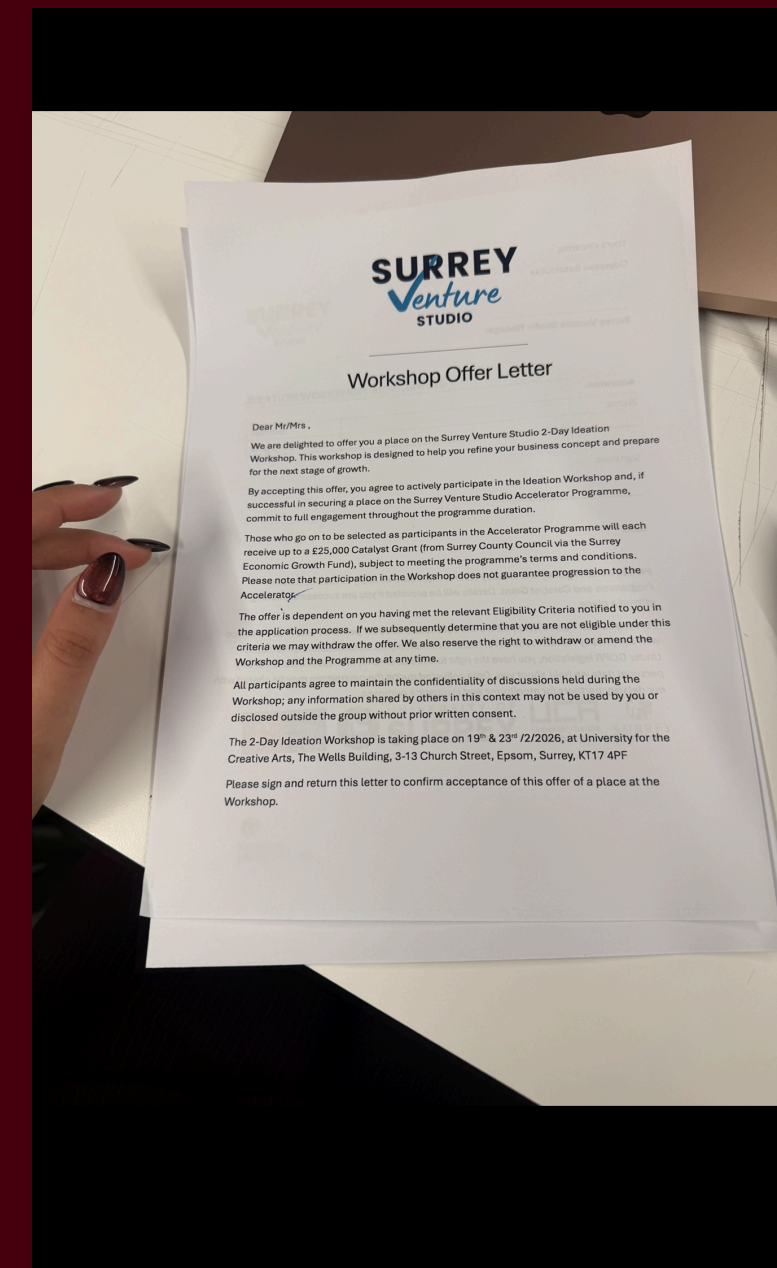 SURREY
Venture
STUDIO
Workshop Offer Letter
Dear Mr/Mrs ,
We are delighted to offer you a place on the Surrey Venture Studio 2-Day Ideation
Workshop. This workshop is designed to help you refine your business concept and prepare
for the next stage of growth.
By accepting this offer, you agree to actively participate in the Ideation Workshop and, if
successful in securing a place on the Surrey Venture Studio Accelerator Programme,
commit to full engagement throughout the programme duration.
Those who go on to be selected as participants in the Accelerator Programme will each
receive up to a £25,000 Catalyst Grant (from Surrey County Council via the Surrey
Economic Growth Fund), subject to meeting the programme’s terms and conditions.
Please note that participation in the Workshop does not guarantee progression to the
Accelerator.
The offer is dependent on you having met the relevant Eligibility Criteria notified to you in
the application process. If we subsequently determine that you are not eligible under this
criteria we may withdraw the offer. We also reserve the right to withdraw or amend the
Workshop and the Programme at any time.
All participants agree to maintain the confidentiality of discussions held during the
Workshop; any information shared by others in this context may not be used by you or
disclosed outside the group without prior written consent.
The 2-Day Ideation Workshop is taking place on 19th & 23rd /2/2026, at University for the
Creative Arts, The Wells Building, 3-13 Church Street, Epsom, Surrey, KT17 4PF
Please sign and return this letter to confirm acceptance of this offer of a place at the
Workshop.